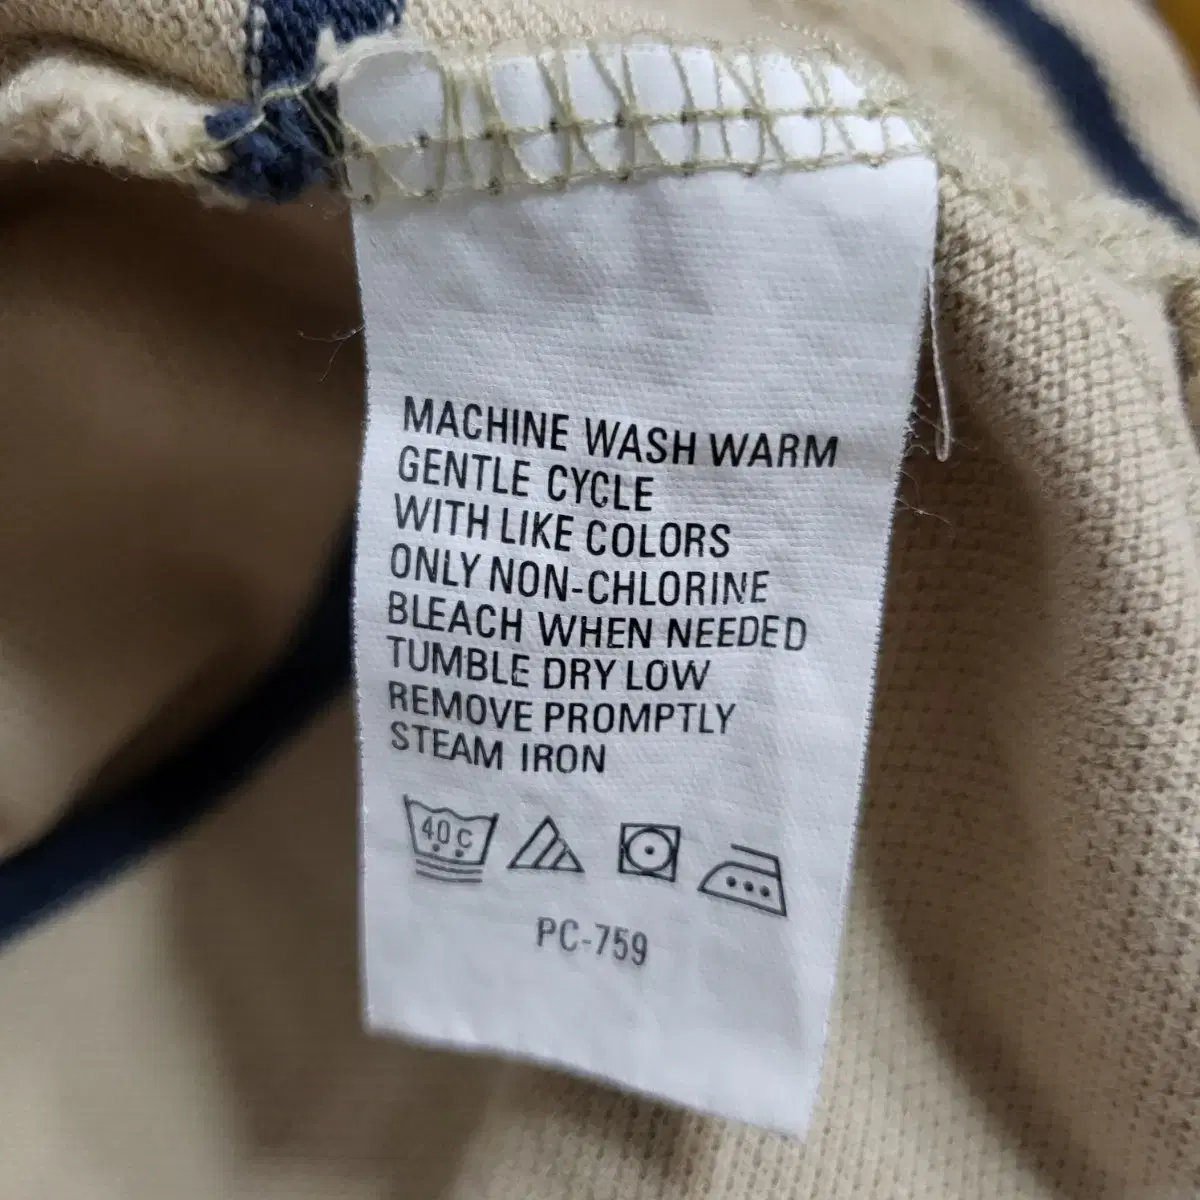 MACHINE WASH WARM
GENTLE CYCLE
WITH LIKE COLORS
ONLY NON-CHLORINE
BLEACH WHEN NEEDED
TUMBLE DRY LOW
REMOVE PROMPTLY
STEAM IRON
40 C
PC-759